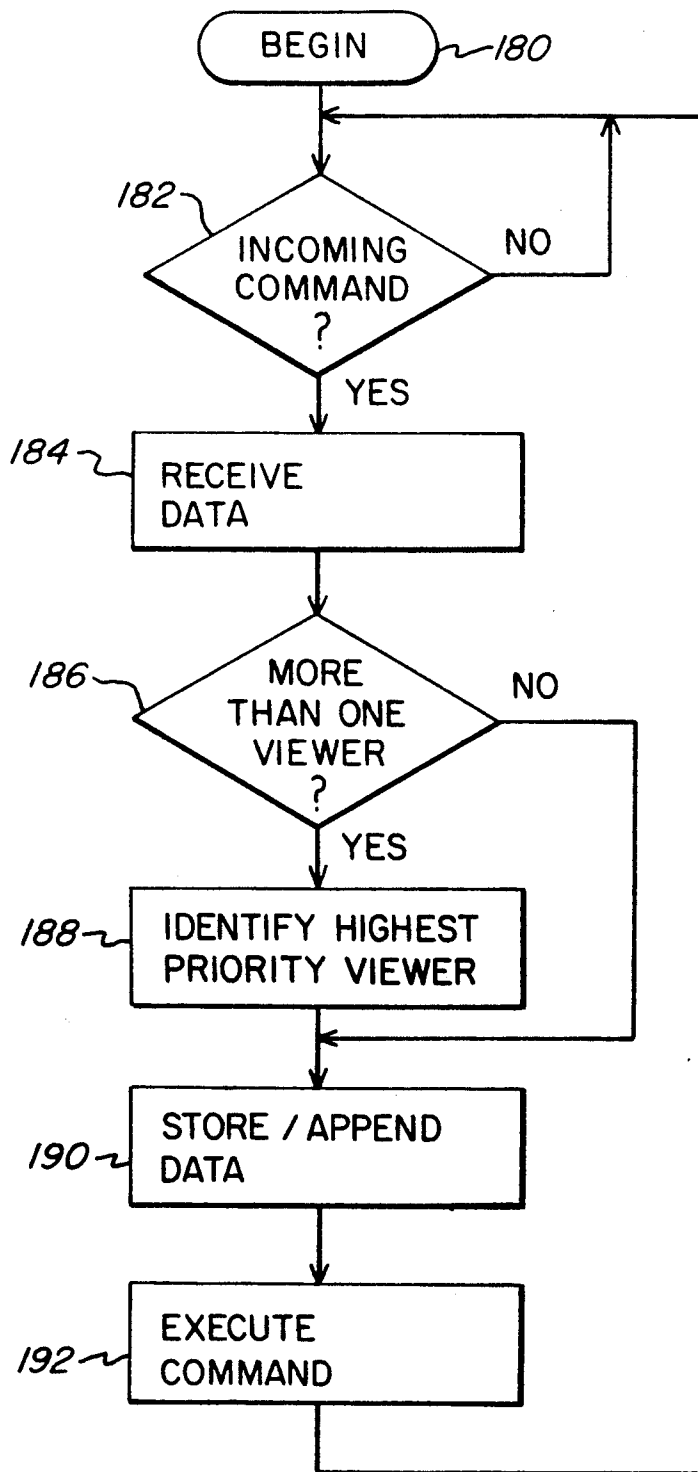 BEGIN
180
182
INCOMING
COMMAND
?
NO
YES
184
RECEIVE
DATA
186
MORE
THAN ONE
VIEWER
?
NO
YES
188
IDENTIFY HIGHEST
PRIORITY VIEWER
190
STORE / APPEND
DATA
192
EXECUTE
COMMAND